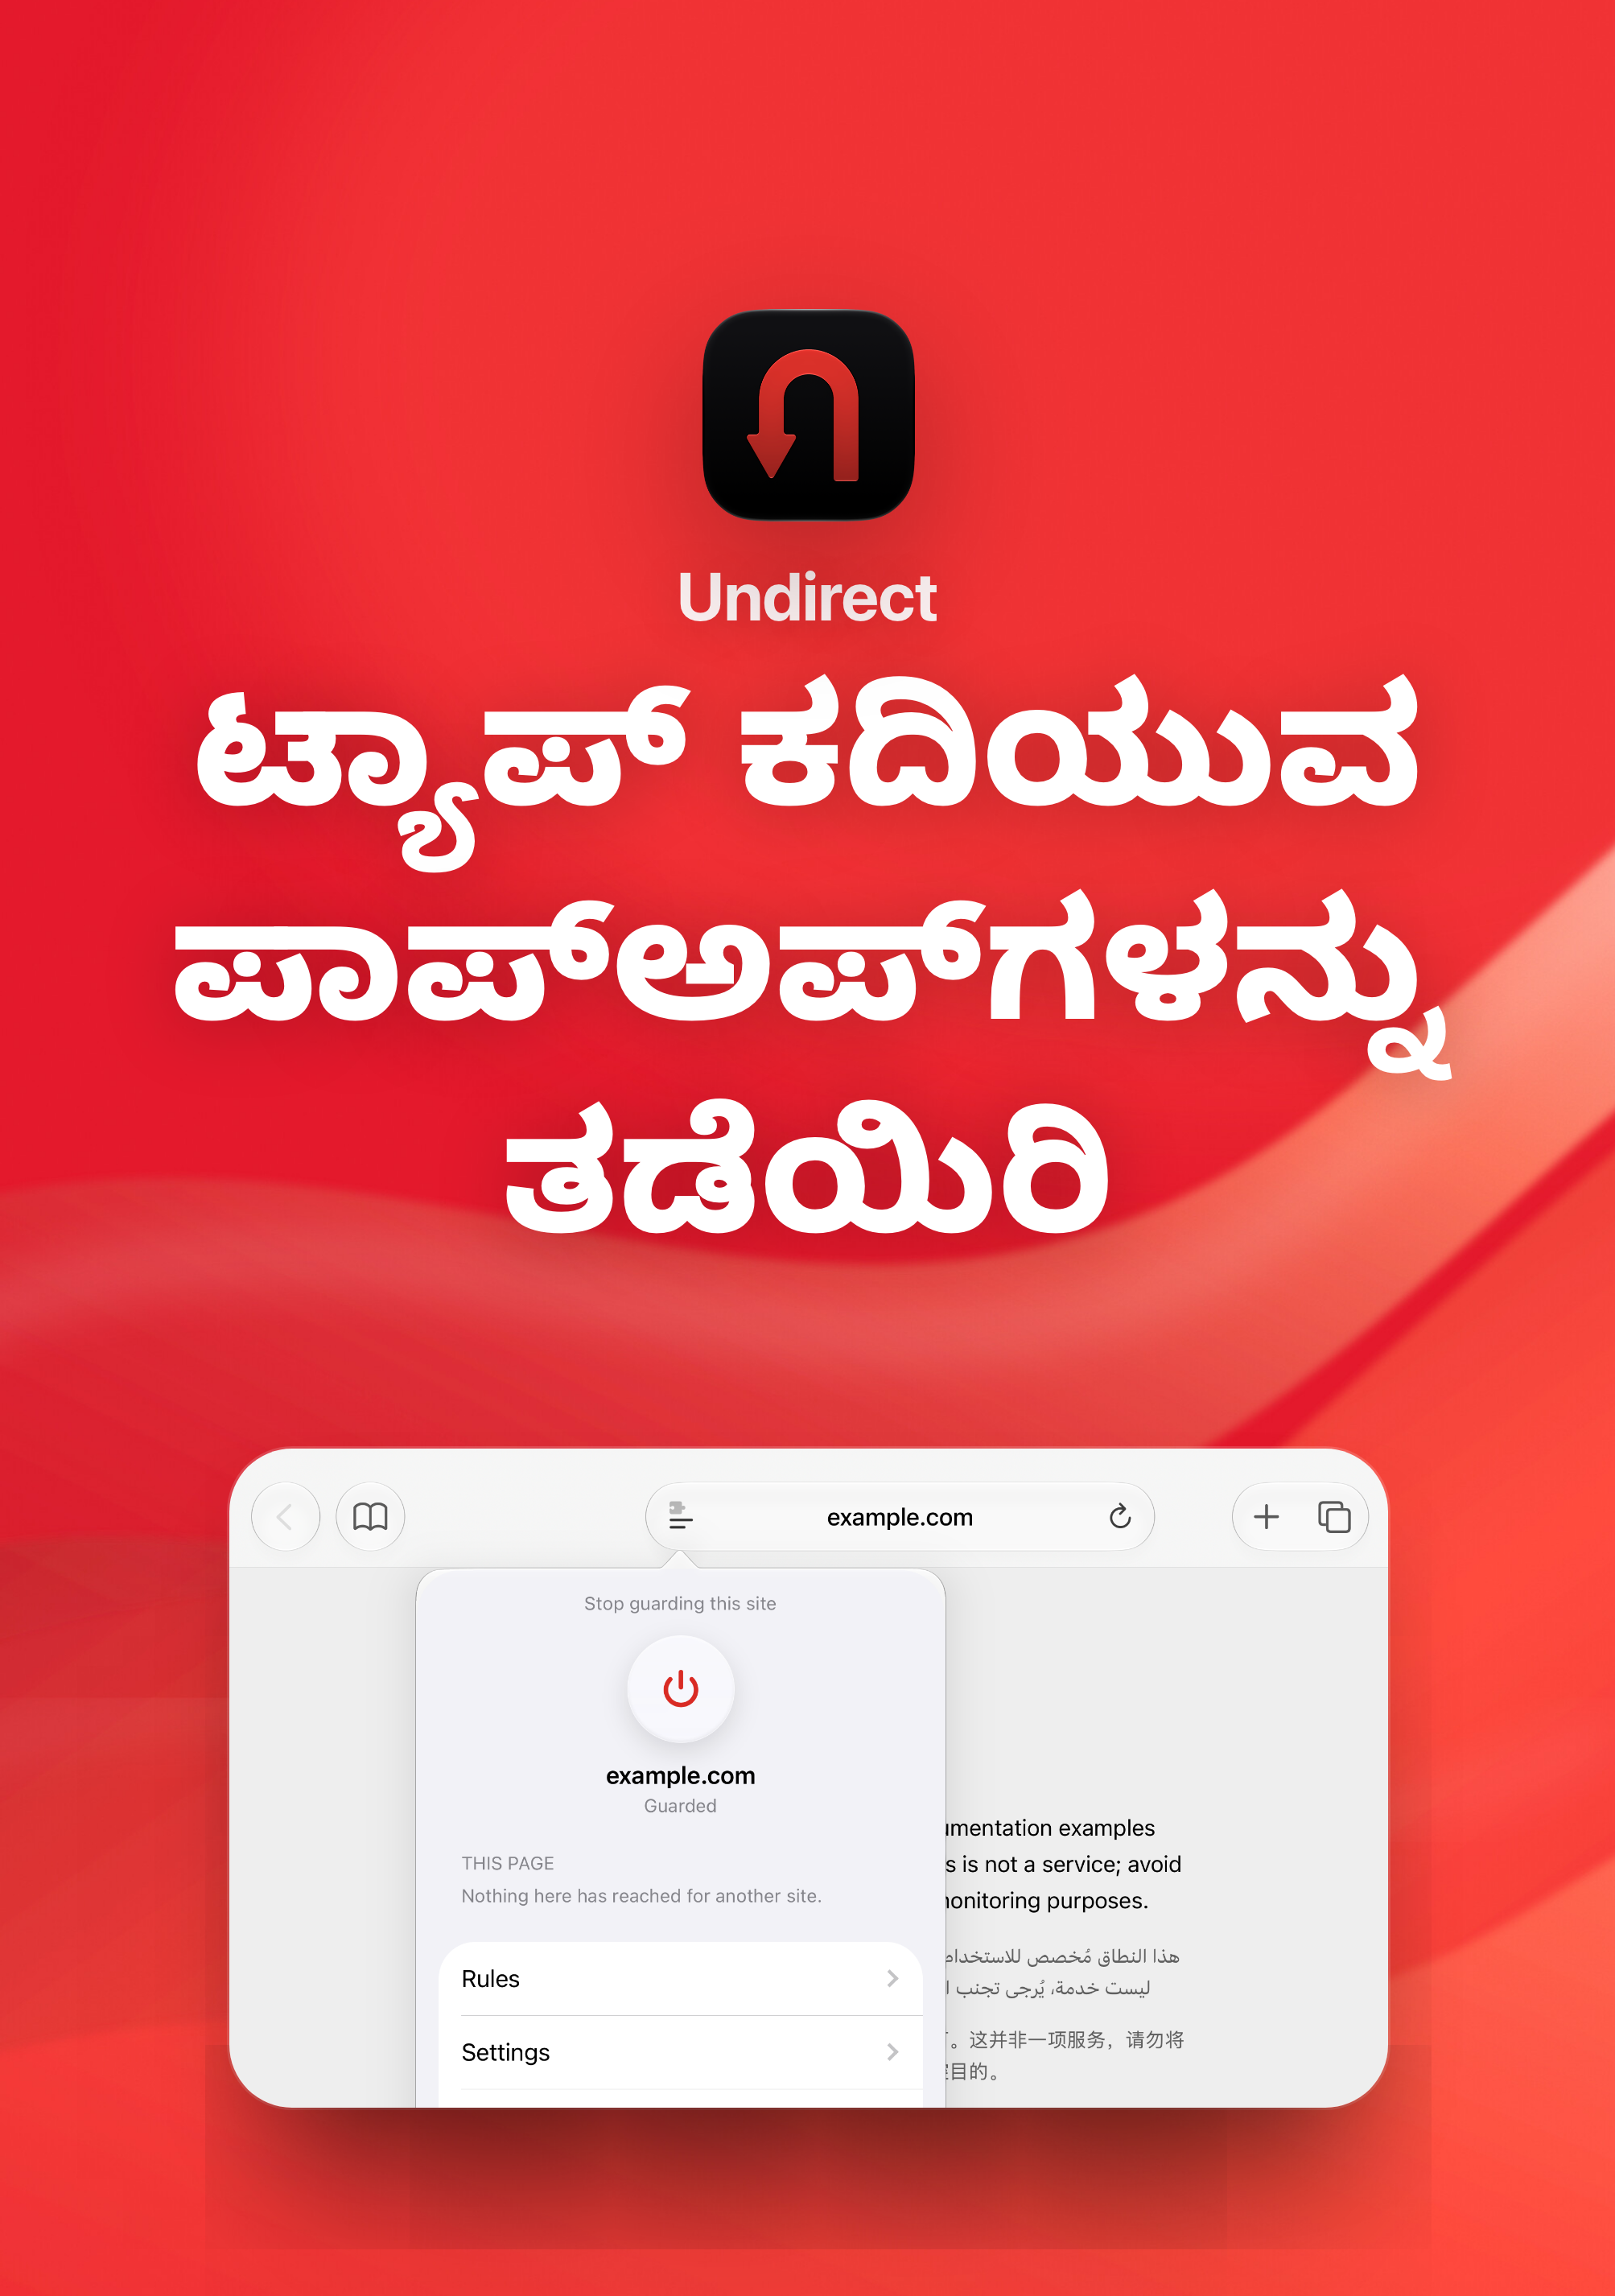 Undirect
ಟ್ಯಾಪ್ ಕದಿಯುವ
ಪಾಪ್‌ಅಪ್‌ಗಳನ್ನು
ತಡೆಯಿರಿ
example.com
Stop guarding this site
example.com
Guarded
THIS PAGE
Nothing here has reached for another site.
Rules
Settings
umentation examples
s is not a service; avoid
onitoring purposes.
هذا النطاق مُخصص للاستخدام
ليست خدمة، يُرجى تجنب ا
。这并非一项服务，请勿将
目的。